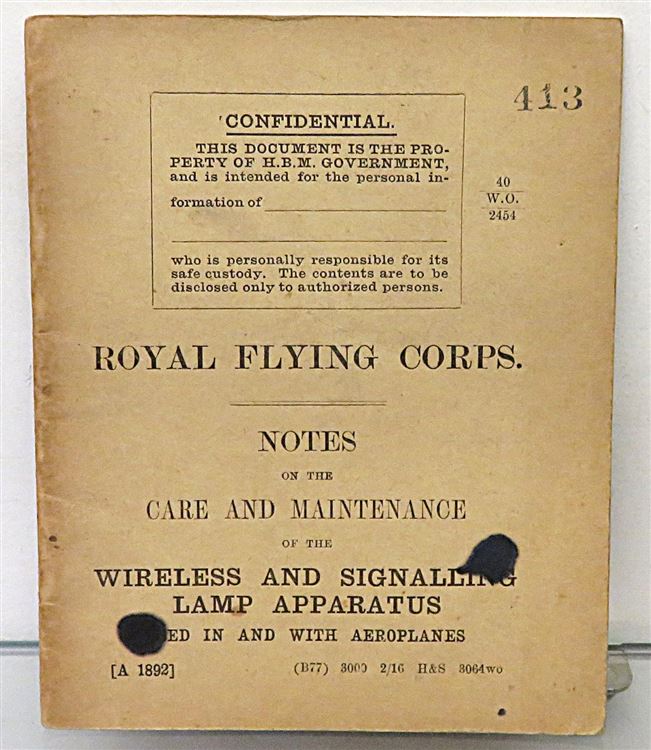 413
CONFIDENTIAL.
THIS DOCUMENT IS THE PRO-
PERTY OF H.B.M. GOVERNMENT,
and is intended for the personal in-
formation of
who is personally responsible for its
safe custody. The contents are to be
disclosed only to authorized persons.
40
W.O.
2454
ROYAL FLYING CORPS.
NOTES
ON THE
CARE AND MAINTENANCE
OF THE
WIRELESS AND SIGNALLING
LAMP APPARATUS
ED IN AND WITH AEROPLANES
[A 1892]
(B77) 3000 2/16 H&S 3064wo